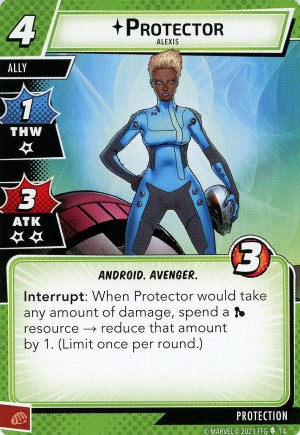 4
PROTECTOR
ALEXIS
ALLY
1
THW
3
ATK
3
ANDROID. AVENGER.
Interrupt: When Protector would take
any amount of damage, spend a
resource → reduce that amount
by 1. (Limit once per round.)
PROTECTION
© MARVEL © 2021 FFG 14